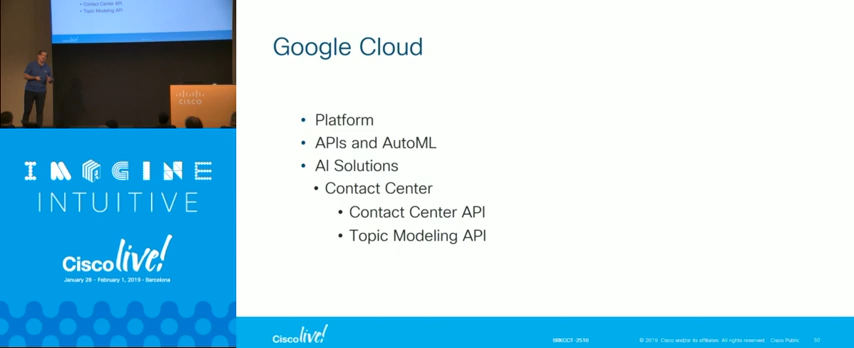 • Contact Center API
• Topic Modeling API
CISCO
IMAGINE
INTUITIVE
Cisco live!
January 28 - February 1, 2019 • Barcelona
Google Cloud
• Platform
• APIs and AutoML
• AI Solutions
• Contact Center
• Contact Center API
• Topic Modeling API
Cisco live!
© 2019 Cisco and/or its affiliates. All rights reserved. Cisco Public